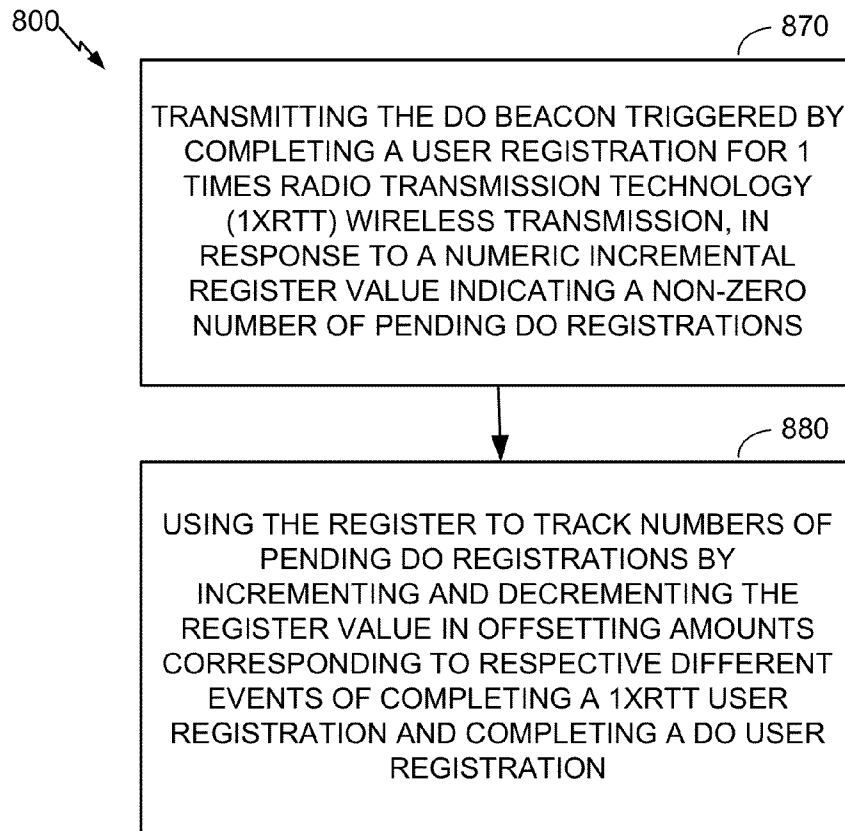 800
870
TRANSMITTING THE DO BEACON TRIGGERED BY
COMPLETING A USER REGISTRATION FOR 1
TIMES RADIO TRANSMISSION TECHNOLOGY
(1XRTT) WIRELESS TRANSMISSION, IN
RESPONSE TO A NUMERIC INCREMENTAL
REGISTER VALUE INDICATING A NON-ZERO
NUMBER OF PENDING DO REGISTRATIONS
880
USING THE REGISTER TO TRACK NUMBERS OF
PENDING DO REGISTRATIONS BY
INCREMENTING AND DECREMENTING THE
REGISTER VALUE IN OFFSETTING AMOUNTS
CORRESPONDING TO RESPECTIVE DIFFERENT
EVENTS OF COMPLETING A 1XRTT USER
REGISTRATION AND COMPLETING A DO USER
REGISTRATION